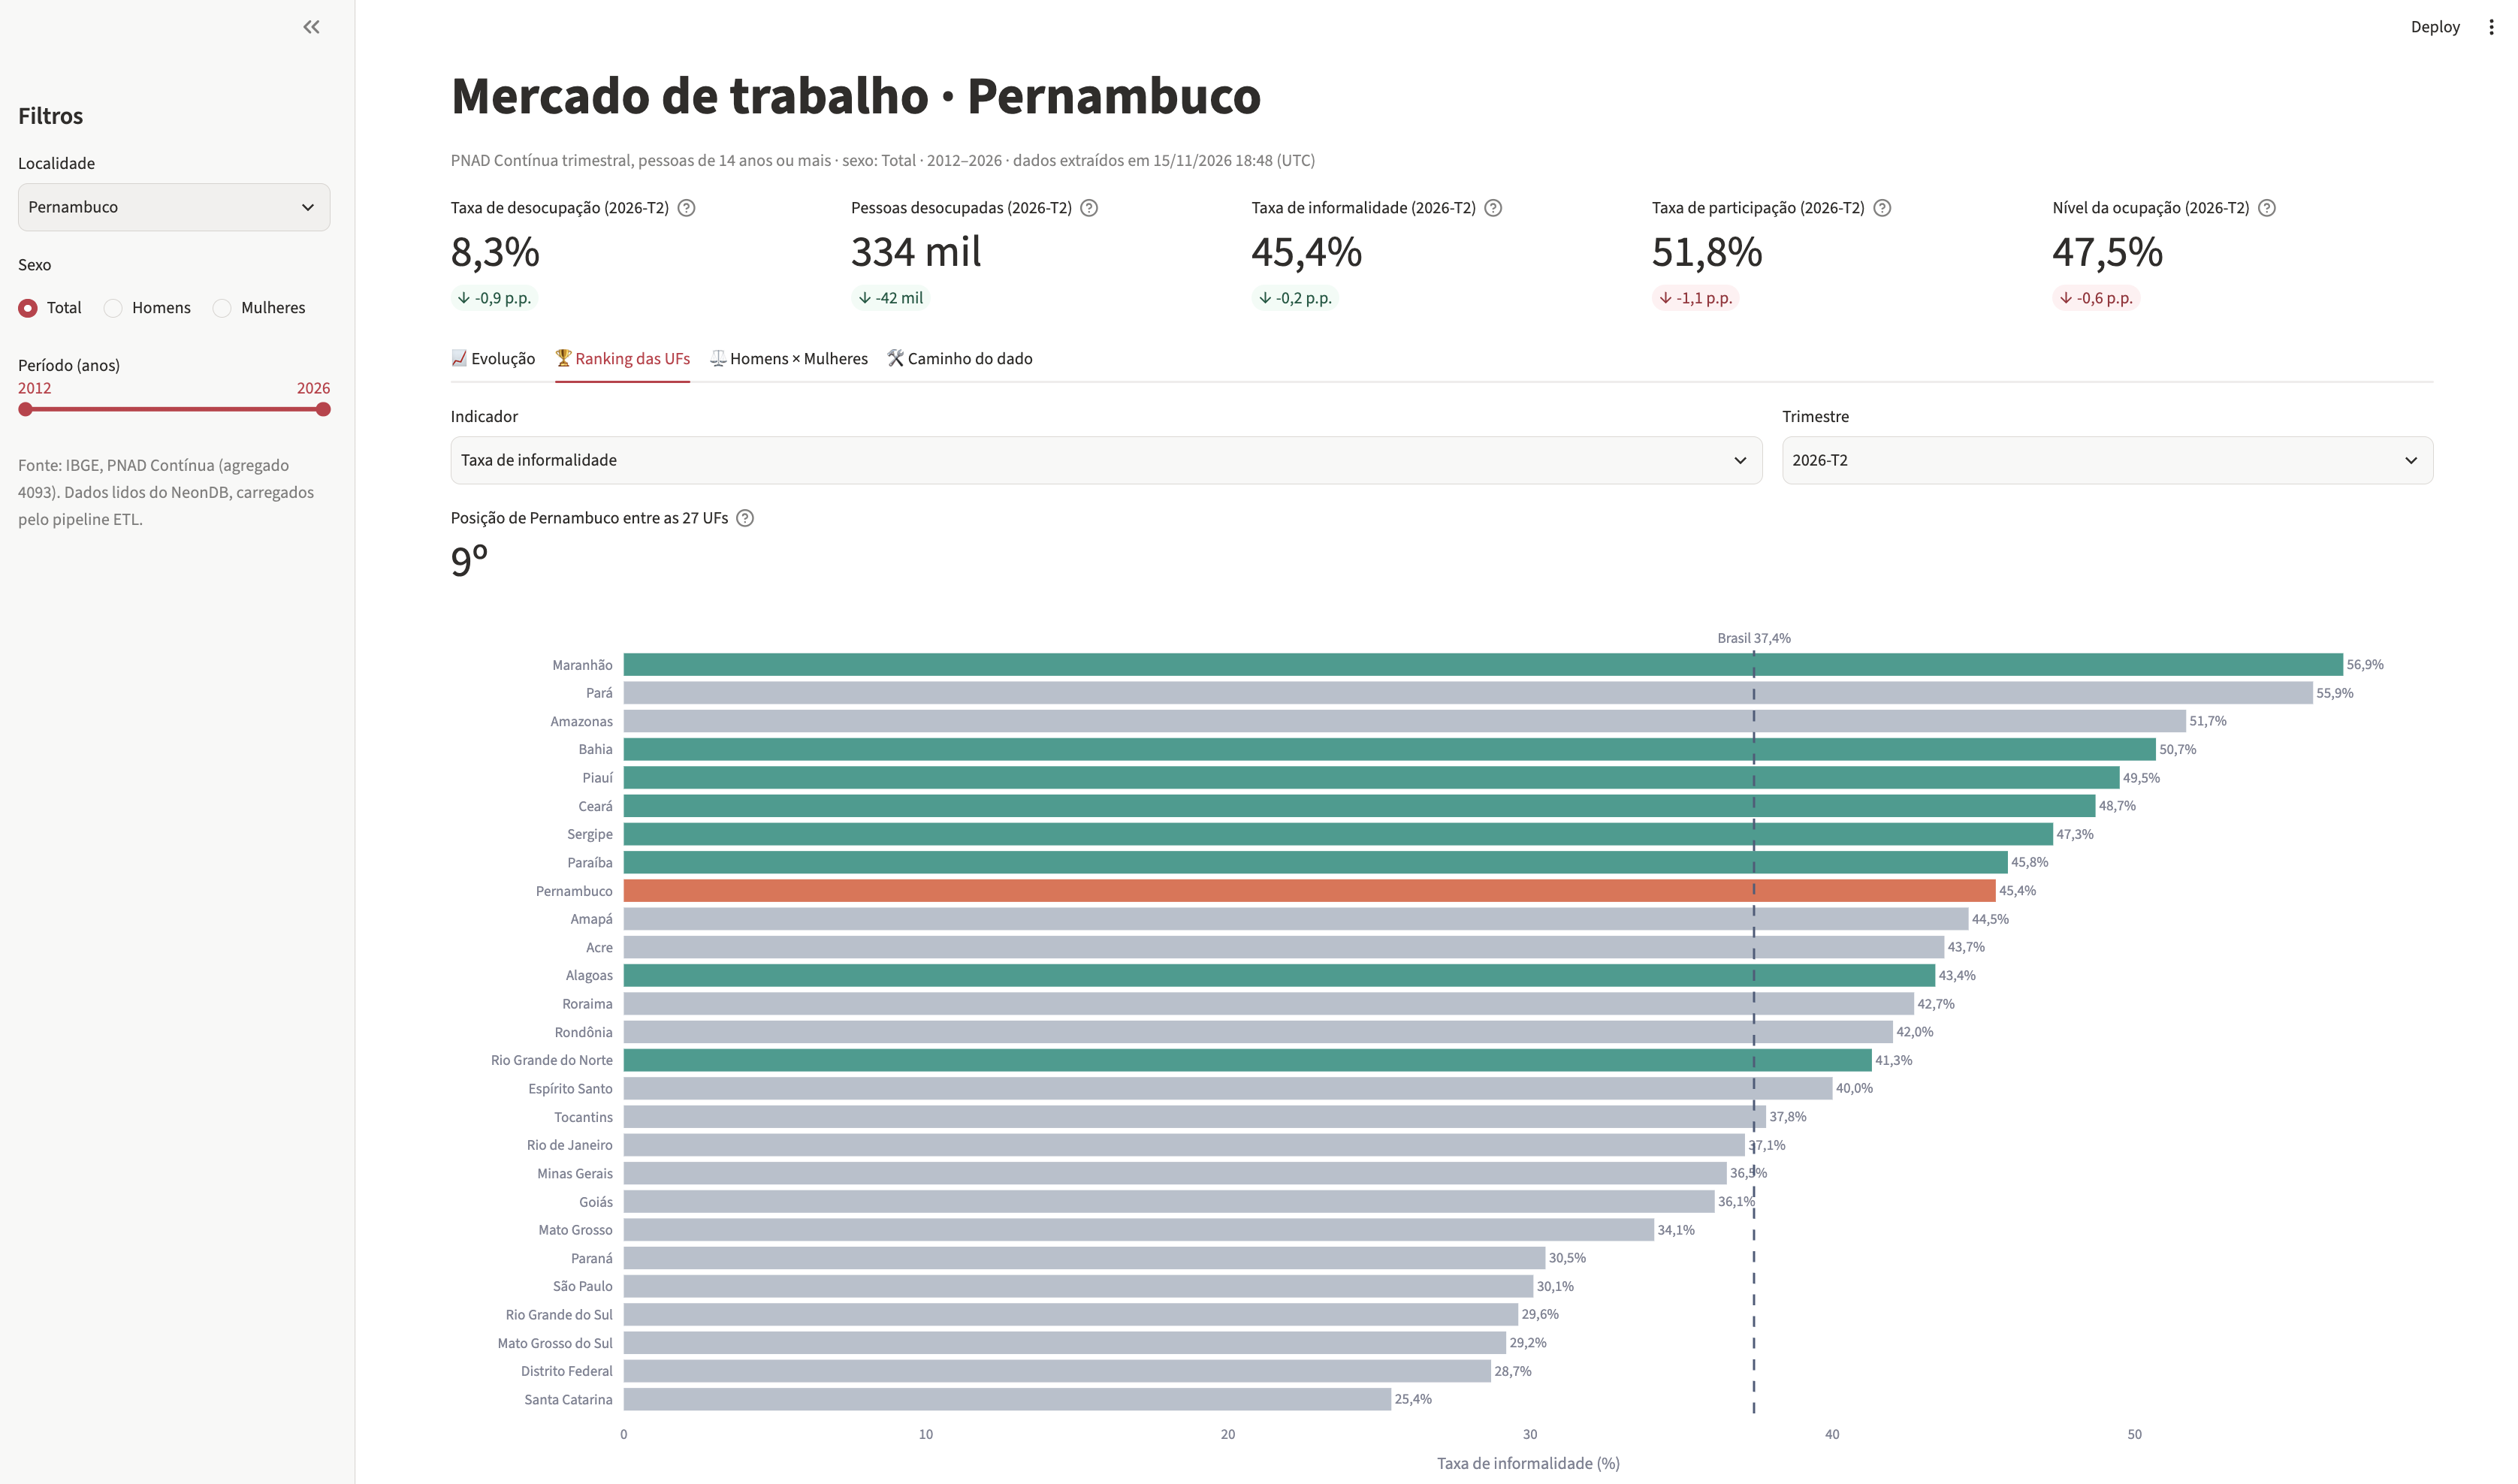 Deploy
Filtros
Localidade
Pernambuco
Sexo
Total Homens Mulheres
Período (anos)
2012 2026
Fonte: IBGE, PNAD Contínua (agregado
4093). Dados lidos do NeonDB, carregados
pelo pipeline ETL.
Mercado de trabalho · Pernambuco
PNAD Contínua trimestral, pessoas de 14 anos ou mais · sexo: Total · 2012–2026 · dados extraídos em 15/11/2026 18:48 (UTC)
Taxa de desocupação (2026-T2)
8,3%
↓ -0,9 p.p.
Pessoas desocupadas (2026-T2)
334 mil
↓ -42 mil
Taxa de informalidade (2026-T2)
45,4%
↓ -0,2 p.p.
Taxa de participação (2026-T2)
51,8%
↓ -1,1 p.p.
Nível da ocupação (2026-T2)
47,5%
↓ -0,6 p.p.
Evolução Ranking das UFs Homens × Mulheres Caminho do dado
Indicador
Taxa de informalidade
Trimestre
2026-T2
Posição de Pernambuco entre as 27 UFs
9º
Brasil 37,4%
Maranhão 56,9%
Pará 55,9%
Amazonas 51,7%
Bahia 50,7%
Piauí 49,5%
Ceará 48,7%
Sergipe 47,3%
Paraíba 45,8%
Pernambuco 45,4%
Amapá 44,5%
Acre 43,7%
Alagoas 43,4%
Roraima 42,7%
Rondônia 42,0%
Rio Grande do Norte 41,3%
Espírito Santo 40,0%
Tocantins 37,8%
Rio de Janeiro 37,1%
Minas Gerais 36,5%
Goiás 36,1%
Mato Grosso 34,1%
Paraná 30,5%
São Paulo 30,1%
Rio Grande do Sul 29,6%
Mato Grosso do Sul 29,2%
Distrito Federal 28,7%
Santa Catarina 25,4%
0 10 20 30 40 50
Taxa de informalidade (%)